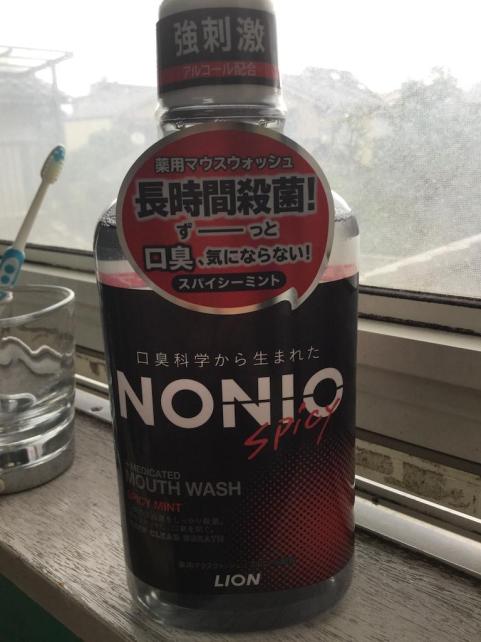 強刺激
アルコール配合
薬用マウスウォッシュ
長時間殺菌!
ず――っと
口臭、気にならない!
スパイシーミント
口臭科学から生まれた
NONIO
Spicy
MEDICATED
MOUTH WASH
SPICY MINT
LION